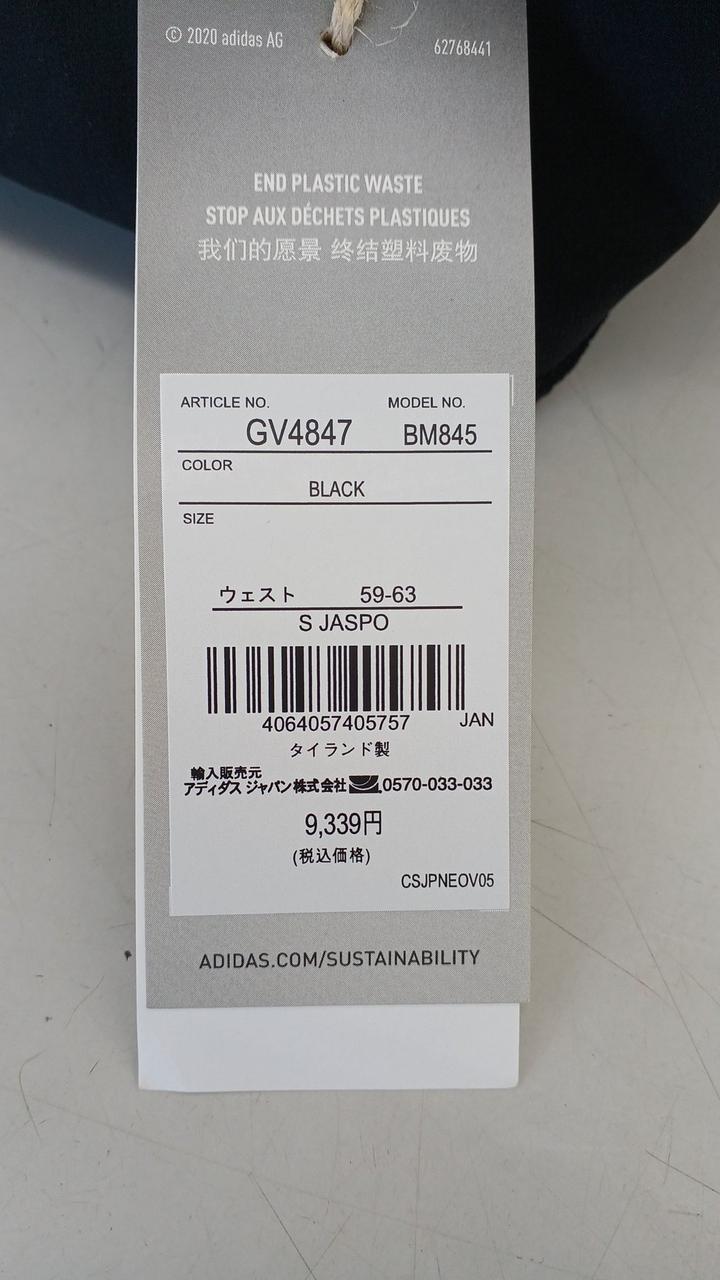 © 2020 adidas AG 62768441
END PLASTIC WASTE
STOP AUX DÉCHETS PLASTIQUES
我们的愿景 终结塑料废物
ARTICLE NO. MODEL NO.
GV4847 BM845
COLOR
BLACK
SIZE
ウェスト 59-63
S JASPO
4064057405757 JAN
タイランド製
輸入販売元
アディダス ジャパン株式会社 0570-033-033
9,339円
(税込価格)
CSJPNEOV05
ADIDAS.COM/SUSTAINABILITY